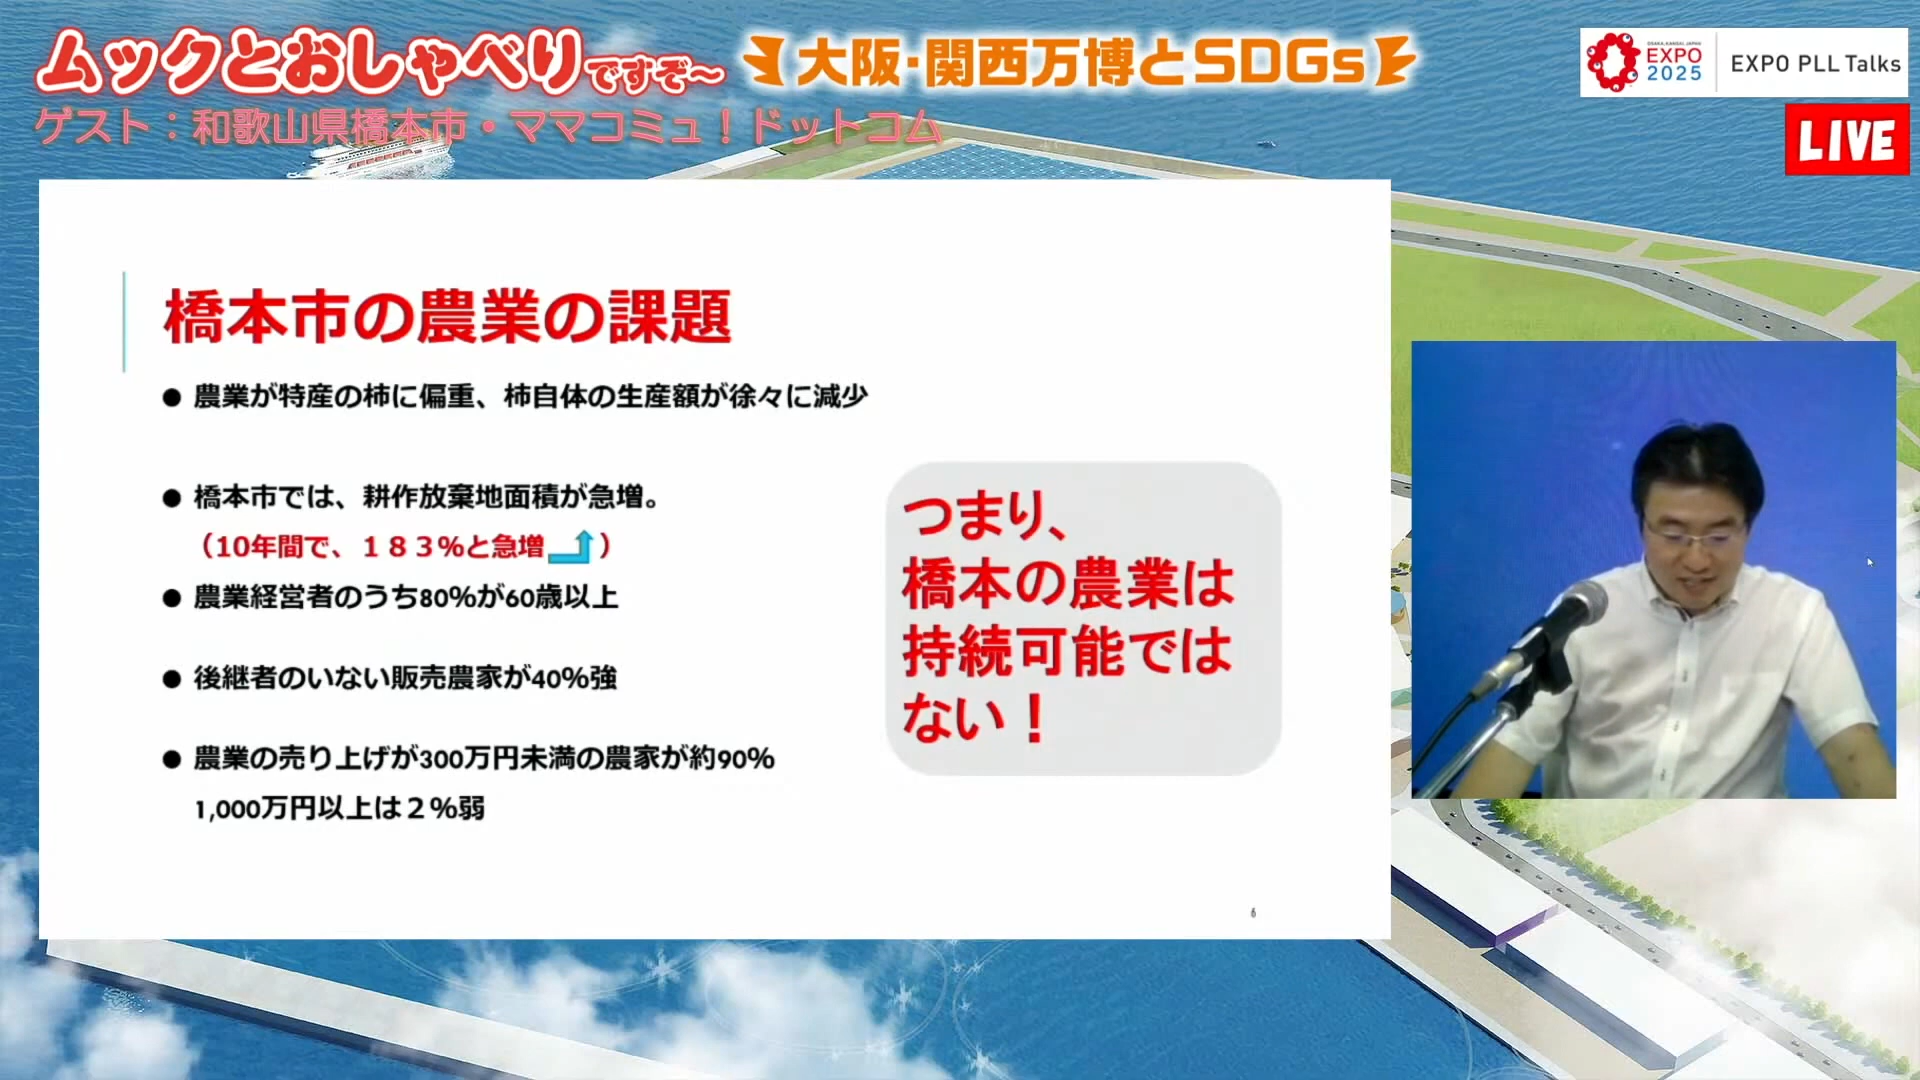 ムックとおしゃべりですぞ〜 大阪・関西万博とSDGs
ゲスト：和歌山県橋本市・ママコミュ！ドットコム
OSAKA, KANSAI, JAPAN
EXPO
2025
EXPO PLL Talks
LIVE
橋本市の農業の課題
● 農業が特産の柿に偏重、柿自体の生産額が徐々に減少
● 橋本市では、耕作放棄地面積が急増。
（10年間で、１８３%と急増 ）
● 農業経営者のうち80%が60歳以上
● 後継者のいない販売農家が40%強
● 農業の売り上げが300万円未満の農家が約90%
1,000万円以上は２%弱
つまり、
橋本の農業は
持続可能では
ない！
6